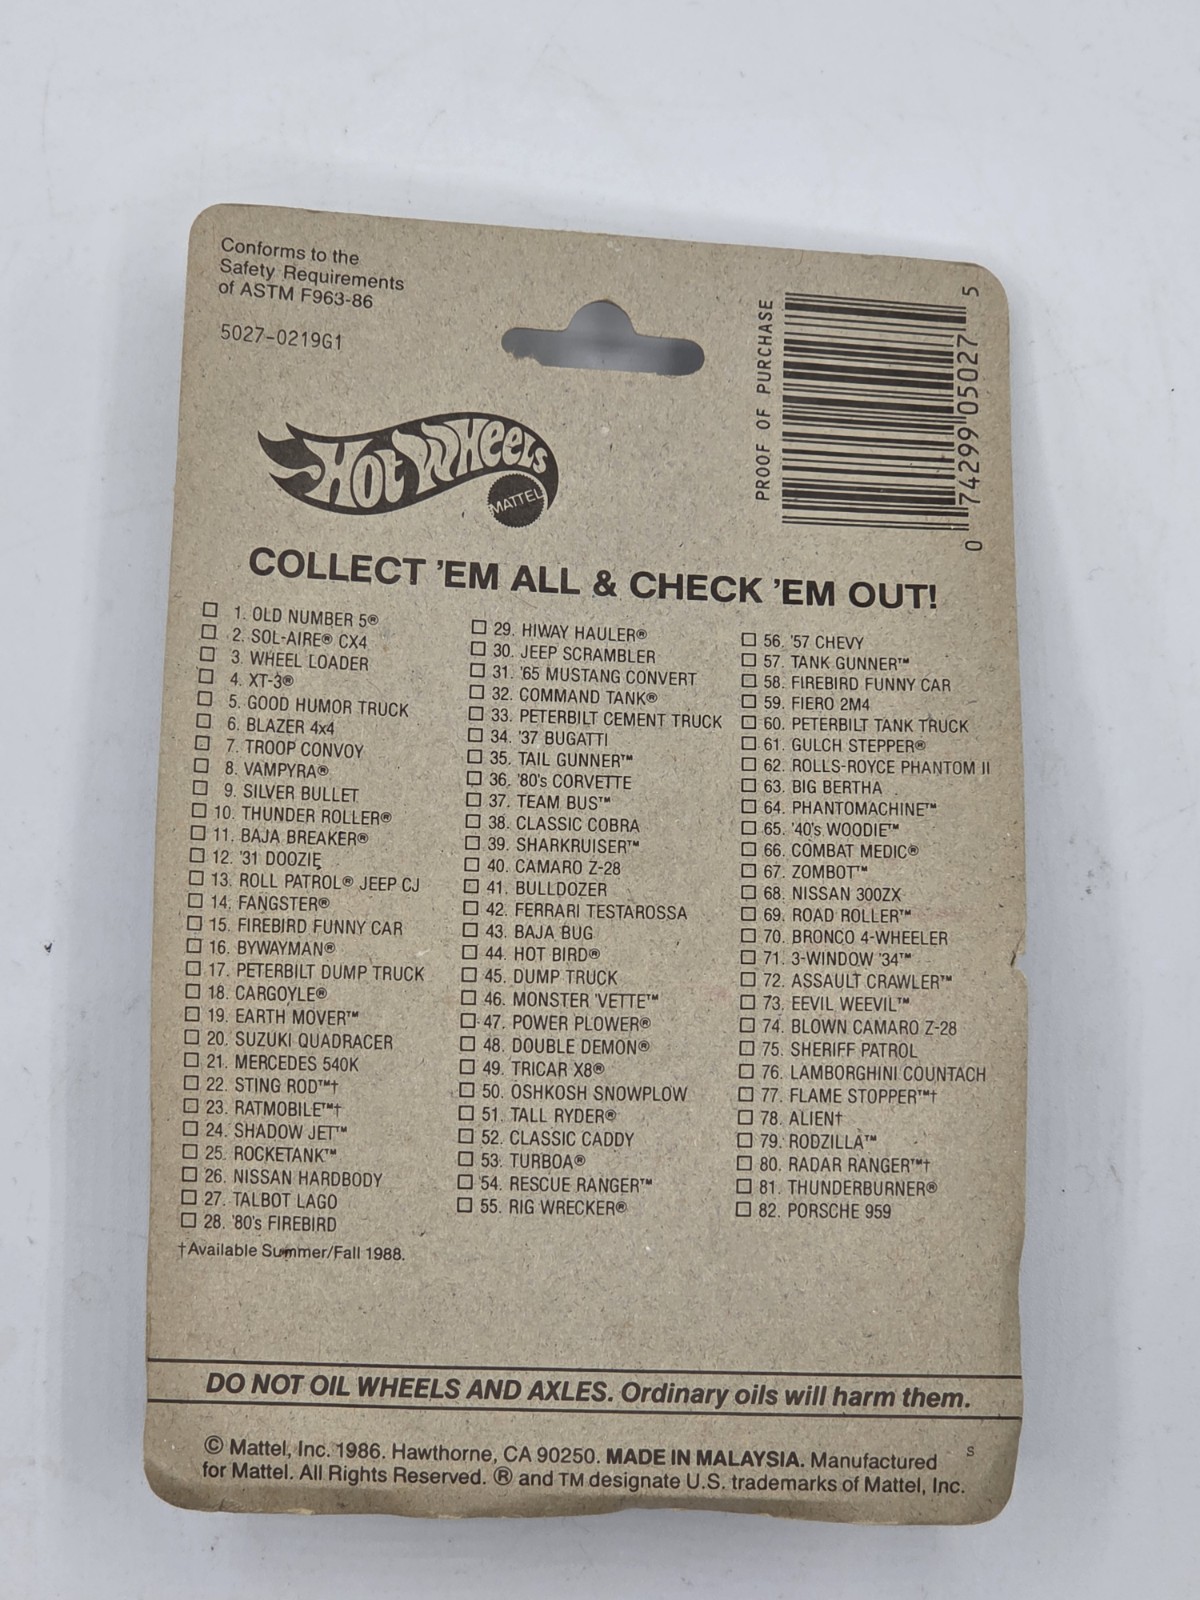 Conforms to the
Safety Requirements
of ASTM F963-86
5027-0219G1
PROOF OF PURCHASE
0 74299 05027 5
HOT WHEELS
MATTEL
COLLECT 'EM ALL & CHECK 'EM OUT!
1. OLD NUMBER 5®
2. SOL-AIRE® CX4
3. WHEEL LOADER
4. XT-3®
5. GOOD HUMOR TRUCK
6. BLAZER 4x4
7. TROOP CONVOY
8. VAMPYRA®
9. SILVER BULLET
10. THUNDER ROLLER®
11. BAJA BREAKER®
12. '31 DOOZIE
13. ROLL PATROL® JEEP CJ
14. FANGSTER®
15. FIREBIRD FUNNY CAR
16. BYWAYMAN®
17. PETERBILT DUMP TRUCK
18. CARGOYLE®
19. EARTH MOVER™
20. SUZUKI QUADRACER
21. MERCEDES 540K
22. STING ROD™†
23. RATMOBILE™†
24. SHADOW JET™
25. ROCKETANK™
26. NISSAN HARDBODY
27. TALBOT LAGO
28. '80's FIREBIRD
†Available Summer/Fall 1988.
29. HIWAY HAULER®
30. JEEP SCRAMBLER
31. '65 MUSTANG CONVERT
32. COMMAND TANK®
33. PETERBILT CEMENT TRUCK
34. '37 BUGATTI
35. TAIL GUNNER™
36. '80's CORVETTE
37. TEAM BUS™
38. CLASSIC COBRA
39. SHARKRUISER™
40. CAMARO Z-28
41. BULLDOZER
42. FERRARI TESTAROSSA
43. BAJA BUG
44. HOT BIRD®
45. DUMP TRUCK
46. MONSTER 'VETTE™
47. POWER PLOWER®
48. DOUBLE DEMON®
49. TRICAR X8®
50. OSHKOSH SNOWPLOW
51. TALL RYDER®
52. CLASSIC CADDY
53. TURBOA®
54. RESCUE RANGER™
55. RIG WRECKER®
56. '57 CHEVY
57. TANK GUNNER™
58. FIREBIRD FUNNY CAR
59. FIERO 2M4
60. PETERBILT TANK TRUCK
61. GULCH STEPPER®
62. ROLLS-ROYCE PHANTOM II
63. BIG BERTHA
64. PHANTOMACHINE™
65. '40's WOODIE™
66. COMBAT MEDIC®
67. ZOMBOT™
68. NISSAN 300ZX
69. ROAD ROLLER™
70. BRONCO 4-WHEELER
71. 3-WINDOW '34™
72. ASSAULT CRAWLER™
73. EEVIL WEEVIL™
74. BLOWN CAMARO Z-28
75. SHERIFF PATROL
76. LAMBORGHINI COUNTACH
77. FLAME STOPPER™†
78. ALIEN†
79. RODZILLA™
80. RADAR RANGER™†
81. THUNDERBURNER®
82. PORSCHE 959
DO NOT OIL WHEELS AND AXLES. Ordinary oils will harm them.
© Mattel, Inc. 1986. Hawthorne, CA 90250. MADE IN MALAYSIA. Manufactured
for Mattel. All Rights Reserved. ® and TM designate U.S. trademarks of Mattel, Inc.
S